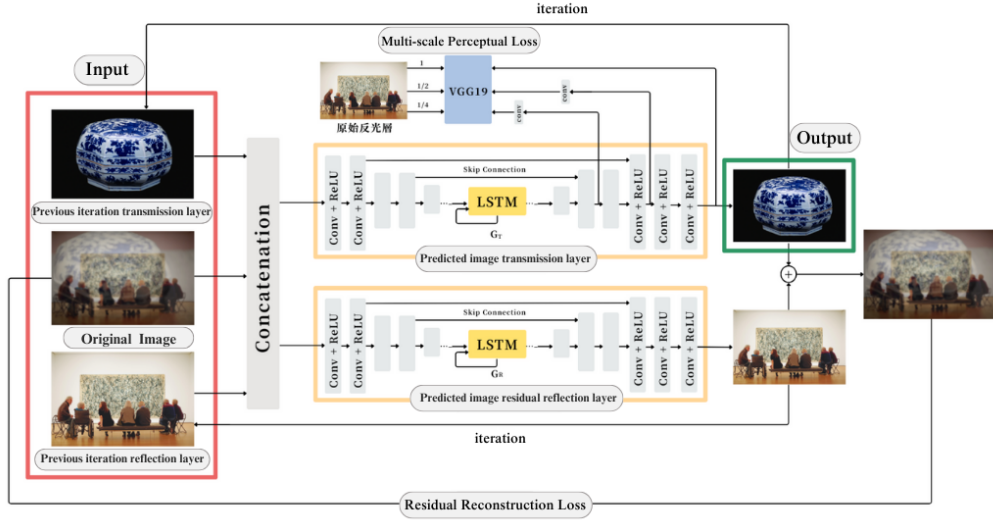 iteration
Multi-scale Perceptual Loss
Input
1
1/2
1/4
VGG19
conv
conv
原始反光層
Output
Previous iteration transmission layer
Original Image
Previous iteration reflection layer
Concatenation
Conv + ReLU
Conv + ReLU
Skip Connection
LSTM
G_T
Conv + ReLU
Conv + ReLU
Conv + ReLU
Predicted image transmission layer
+
Conv + ReLU
Conv + ReLU
Skip Connection
LSTM
G_R
Conv + ReLU
Conv + ReLU
Conv + ReLU
Predicted image residual reflection layer
iteration
Residual Reconstruction Loss